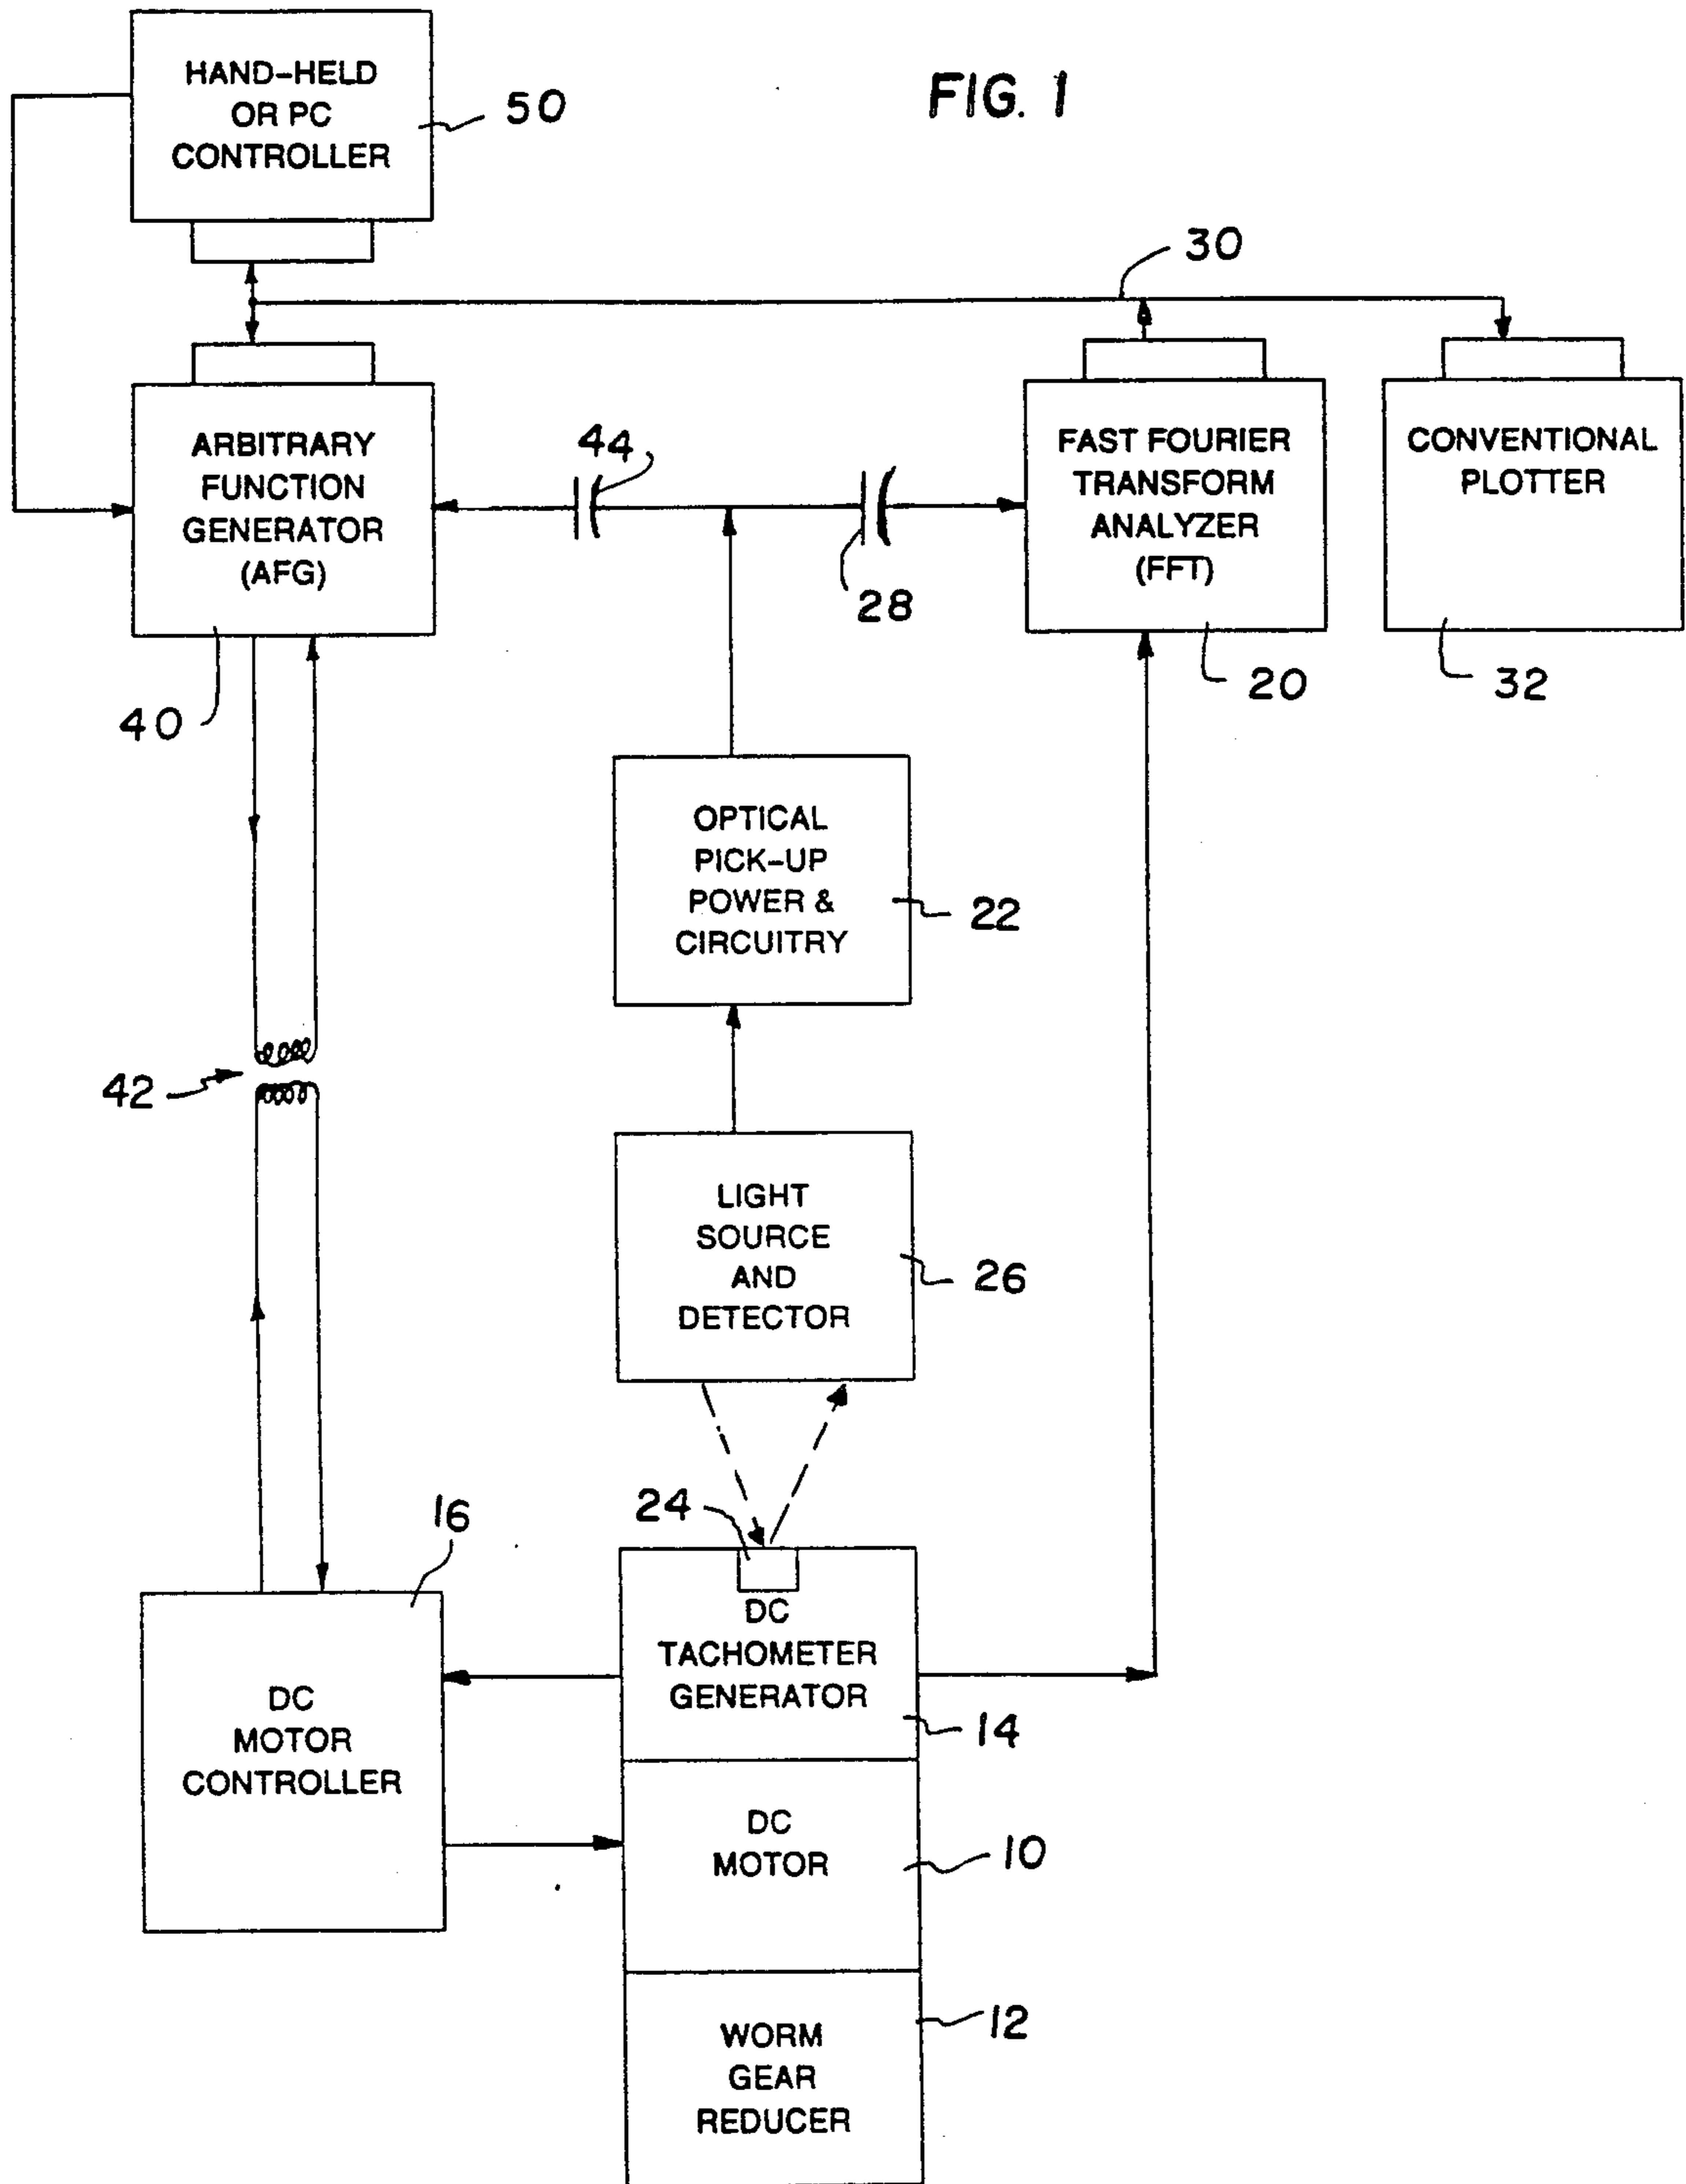 FIG. 1
HAND-HELD
OR PC
CONTROLLER
50
30
ARBITRARY
FUNCTION
GENERATOR
(AFG)
40
44
28
FAST FOURIER
TRANSFORM
ANALYZER
(FFT)
20
CONVENTIONAL
PLOTTER
32
OPTICAL
PICK-UP
POWER &
CIRCUITRY
22
42
LIGHT
SOURCE
AND
DETECTOR
26
24
16
DC
MOTOR
CONTROLLER
DC
TACHOMETER
GENERATOR
14
DC
MOTOR
10
WORM
GEAR
REDUCER
12